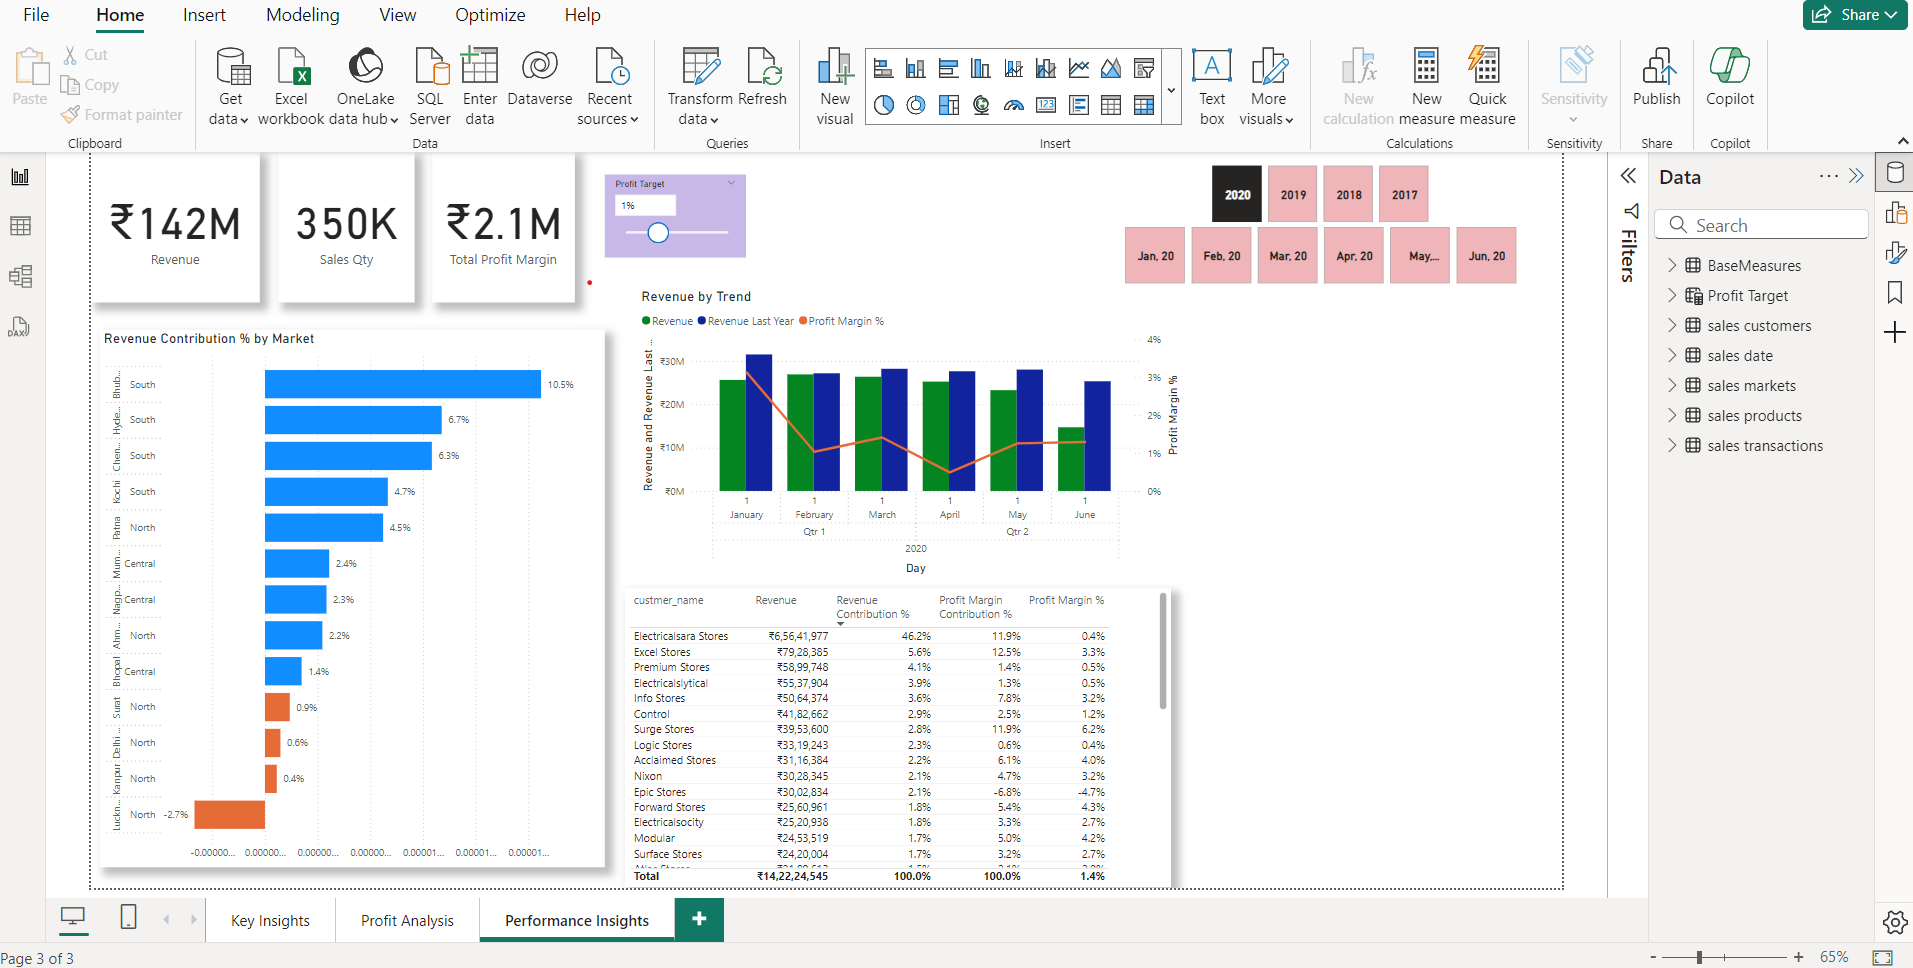 File Home Insert Modeling View Optimize Help Share
Paste
Cut
Copy
Format painter
Clipboard
Get data
Excel workbook
OneLake data hub
SQL Server
Enter data
Dataverse
Recent sources
Data
Transform data
Refresh
Queries
New visual
Text box
More visuals
Insert
New calculation
New measure
Quick measure
Calculations
Sensitivity
Sensitivity
Publish
Share
Copilot
Copilot
₹142M
Revenue
350K
Sales Qty
₹2.1M
Total Profit Margin
Profit Target
1%
2020 2019 2018 2017
Jan, 20 Feb, 20 Mar, 20 Apr, 20 May,... Jun, 20
Revenue Contribution % by Market
Bhub... South 10.5%
Hyde... South 6.7%
Chen... South 6.3%
Kochi South 4.7%
Patna North 4.5%
Mum... Central 2.4%
Nagp... Central 2.3%
Ahm... North 2.2%
Bhopal Central 1.4%
Surat North 0.9%
Delhi ... North 0.6%
Kanpur North 0.4%
Luckn... North -2.7%
-0.00000... 0.00000... 0.00000... 0.00000... 0.00001... 0.00001... 0.00001...
Revenue by Trend
Revenue Revenue Last Year Profit Margin %
Revenue and Revenue Last ...
₹30M
₹20M
₹10M
₹0M
4%
3%
2%
1%
0%
Profit Margin %
1 1 1 1 1 1
January February March April May June
Qtr 1 Qtr 2
2020
Day
custmer_name Revenue Revenue Contribution % Profit Margin Contribution % Profit Margin %
Electricalsara Stores ₹6,56,41,977 46.2% 11.9% 0.4%
Excel Stores ₹79,28,385 5.6% 12.5% 3.3%
Premium Stores ₹58,99,748 4.1% 1.4% 0.5%
Electricalslytical ₹55,37,904 3.9% 1.3% 0.5%
Info Stores ₹50,64,374 3.6% 7.8% 3.2%
Control ₹41,82,662 2.9% 2.5% 1.2%
Surge Stores ₹39,53,600 2.8% 11.9% 6.2%
Logic Stores ₹33,19,243 2.3% 0.6% 0.4%
Acclaimed Stores ₹31,16,384 2.2% 6.1% 4.0%
Nixon ₹30,28,345 2.1% 4.7% 3.2%
Epic Stores ₹30,02,834 2.1% -6.8% -4.7%
Forward Stores ₹25,60,961 1.8% 5.4% 4.3%
Electricalsocity ₹25,20,938 1.8% 3.3% 2.7%
Modular ₹24,53,519 1.7% 5.0% 4.2%
Surface Stores ₹24,20,004 1.7% 3.2% 2.7%
Total ₹14,22,24,545 100.0% 100.0% 1.4%
Filters
Data
Search
BaseMeasures
Profit Target
sales customers
sales date
sales markets
sales products
sales transactions
DAX
Key Insights Profit Analysis Performance Insights
Page 3 of 3
65%